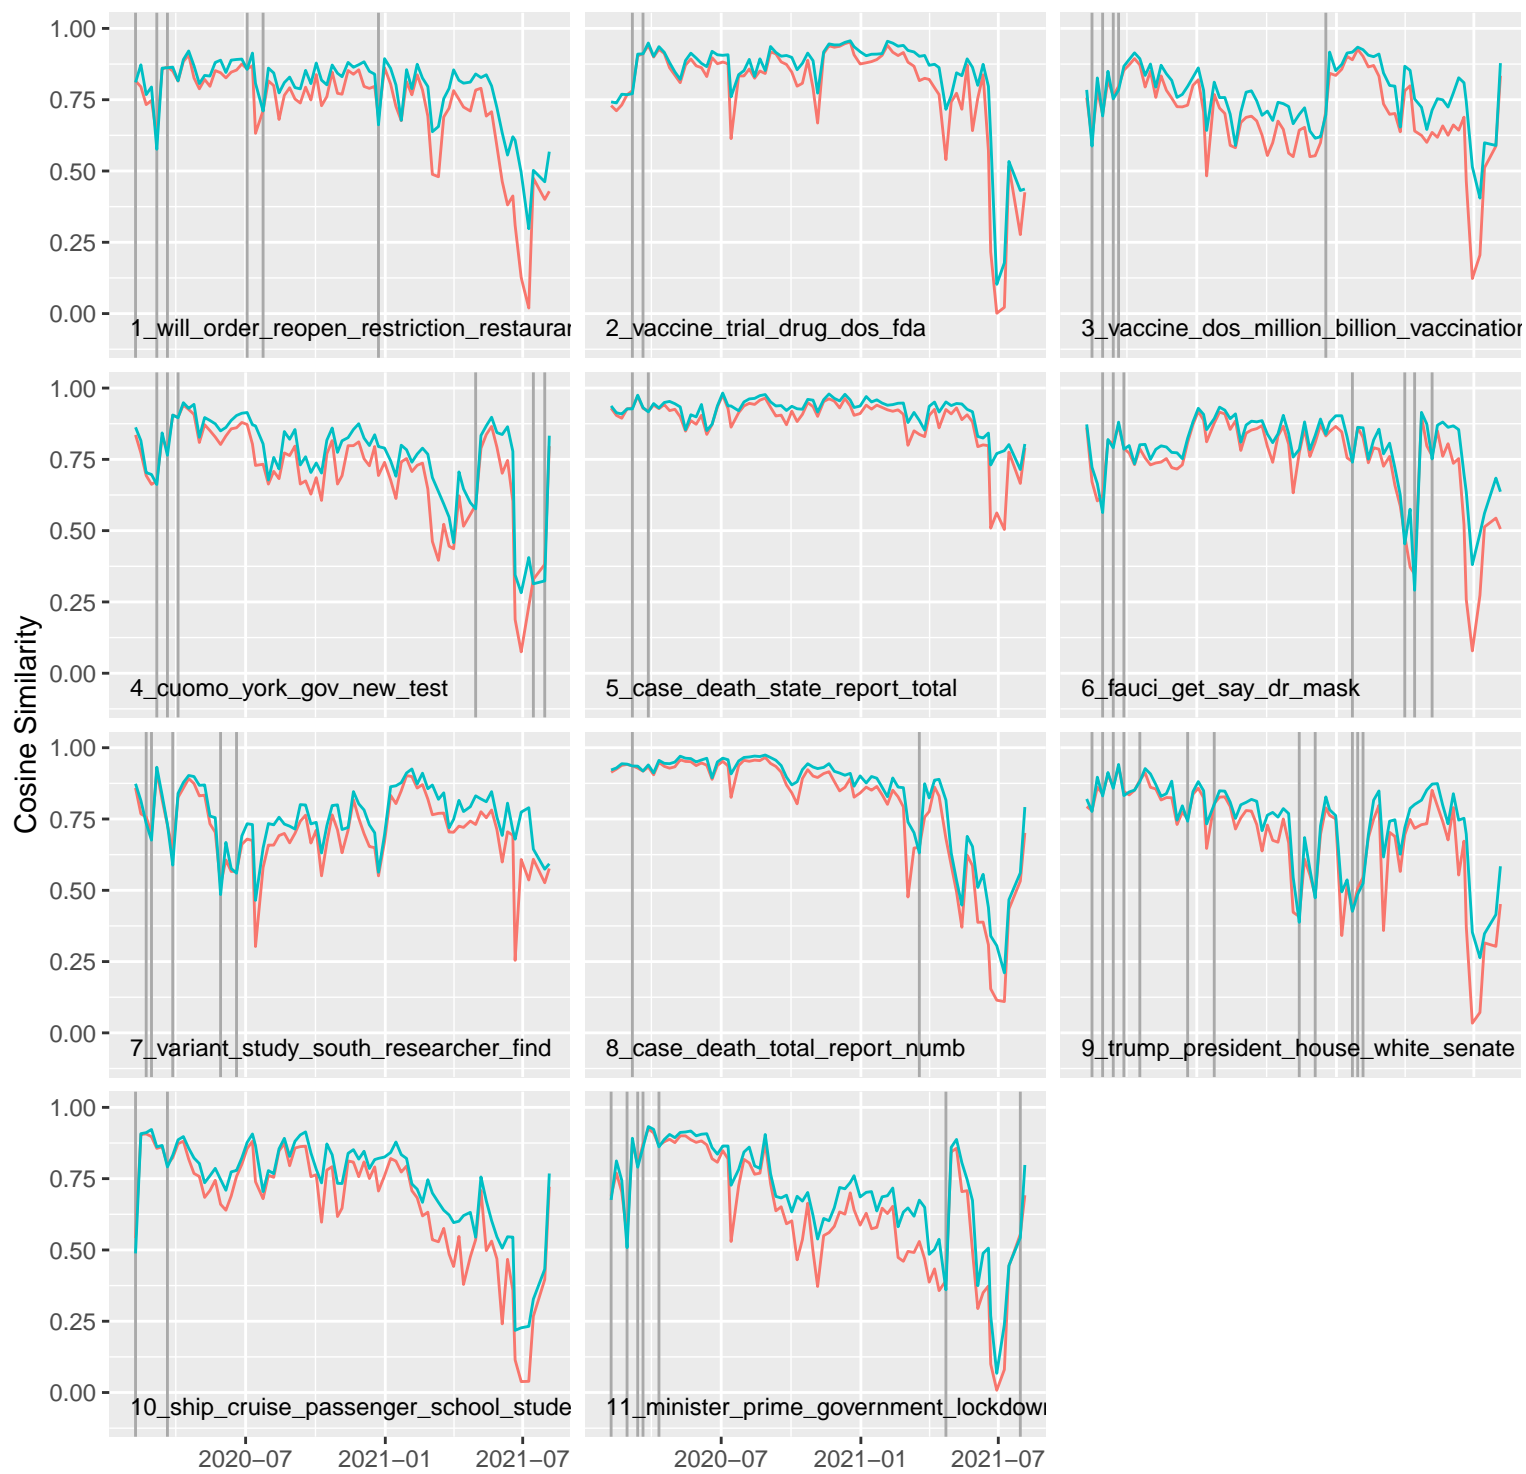 Cosine Similarity
1.00
0.75
0.50
0.25
0.00
1_will_order_reopen_restriction_restaurar
2_vaccine_trial_drug_dos_fda
3_vaccine_dos_million_billion_vaccination
1.00
0.75
0.50
0.25
0.00
4_cuomo_york_gov_new_test
5_case_death_state_report_total
6_fauci_get_say_dr_mask
1.00
0.75
0.50
0.25
0.00
7_variant_study_south_researcher_find
8_case_death_total_report_numb
9_trump_president_house_white_senate
1.00
0.75
0.50
0.25
0.00
10_ship_cruise_passenger_school_stude
11_minister_prime_government_lockdown
2020−07 2021−01 2021−07
2020−07 2021−01 2021−07